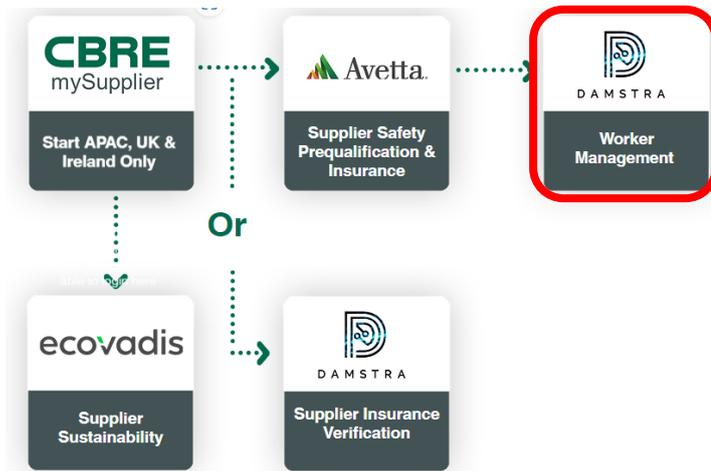 CBRE
mySupplier
Start APAC, UK &
Ireland Only
Avetta
Supplier Safety
Prequalification &
Insurance
DAMSTRA
Worker
Management
Or
ecovadis
Supplier
Sustainability
DAMSTRA
Supplier Insurance
Verification